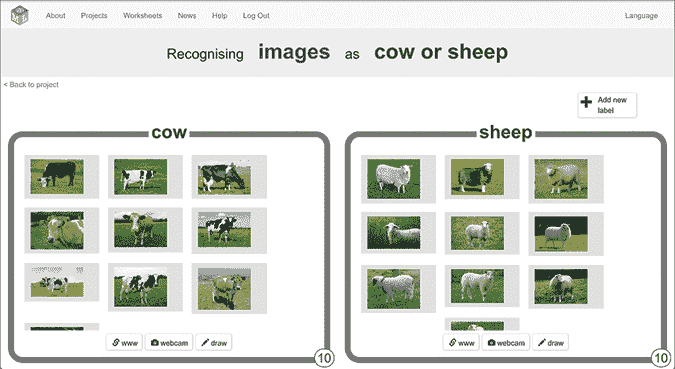 About Projects Worksheets News Help Log Out Language
Recognising images as cow or sheep
< Back to project
Add new
label
cow
sheep
www webcam draw
10
www webcam draw
10